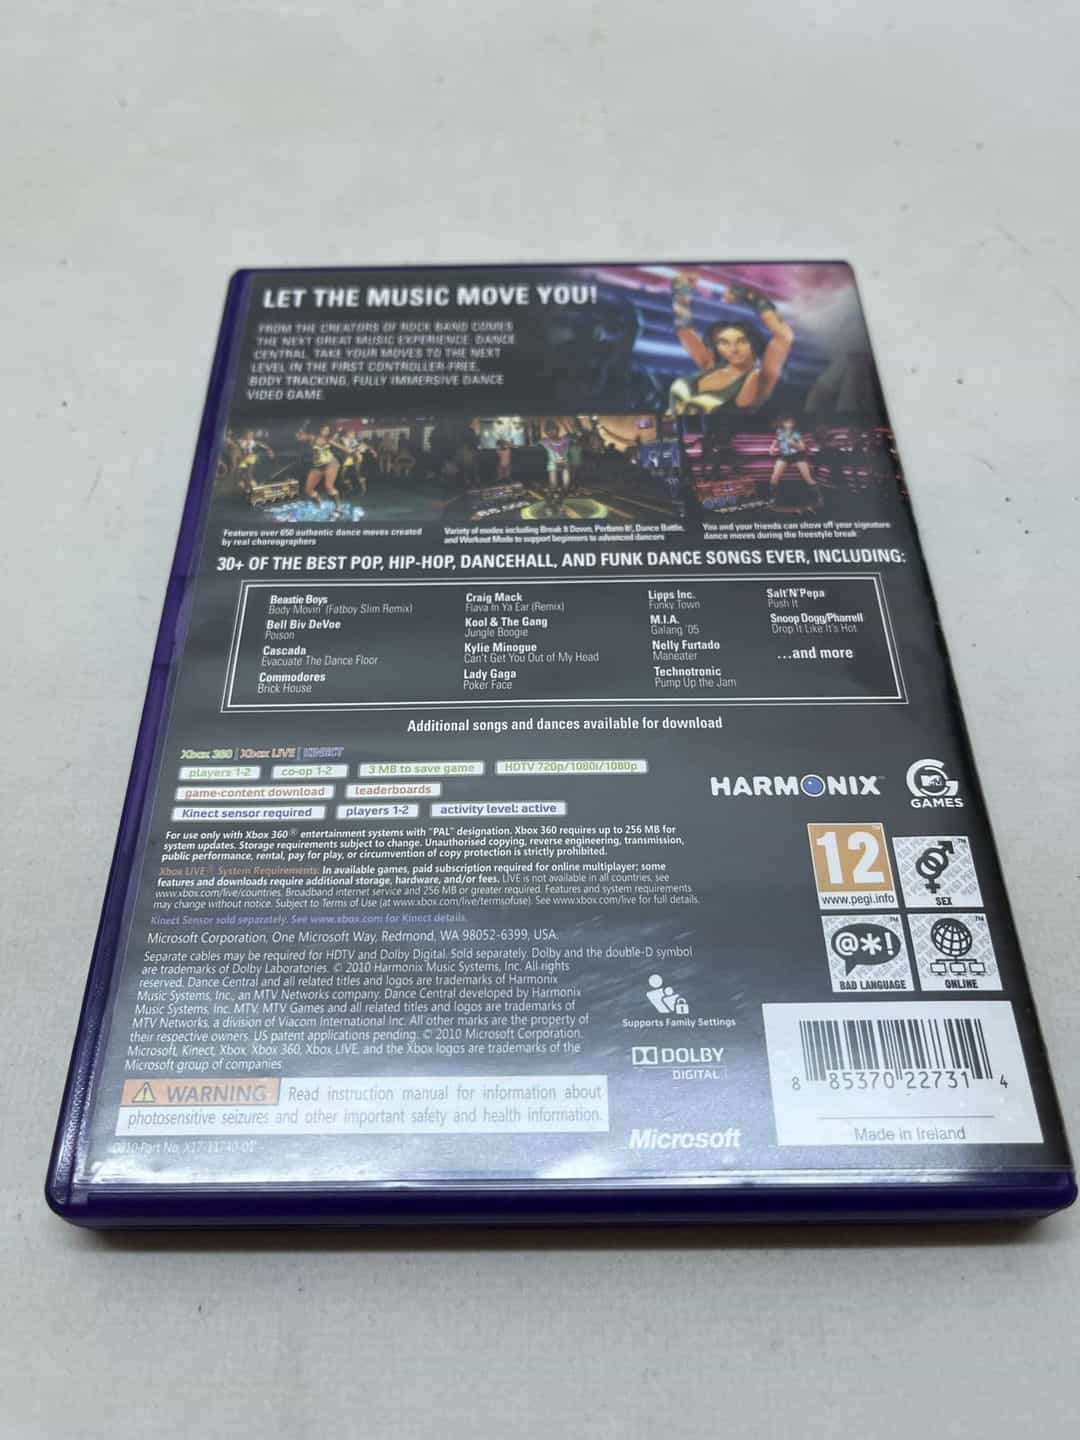 LET THE MUSIC MOVE YOU!
FROM THE CREATORS OF ROCK BAND COMES
THE NEXT GREAT MUSIC EXPERIENCE, DANCE
CENTRAL. TAKE YOUR MOVES TO THE NEXT
LEVEL IN THE FIRST CONTROLLER-FREE,
BODY TRACKING, FULLY IMMERSIVE DANCE
VIDEO GAME.
Features over 650 authentic dance moves created
by real choreographers
Variety of modes including Break It Down, Perform It!, Dance Battle,
and Workout Mode to support beginners to advanced dancers
You and your friends can show off your signature
dance moves during the freestyle break
30+ OF THE BEST POP, HIP-HOP, DANCEHALL, AND FUNK DANCE SONGS EVER, INCLUDING:
Beastie Boys
Body Movin' (Fatboy Slim Remix)
Bell Biv DeVoe
Poison
Cascada
Evacuate The Dance Floor
Commodores
Brick House
Craig Mack
Flava In Ya Ear (Remix)
Kool & The Gang
Jungle Boogie
Kylie Minogue
Can't Get You Out of My Head
Lady Gaga
Poker Face
Lipps Inc.
Funky Town
M.I.A.
Galang '05
Nelly Furtado
Maneater
Technotronic
Pump Up the Jam
Salt'N'Pepa
Push It
Snoop Dogg/Pharrell
Drop It Like It's Hot
...and more
Additional songs and dances available for download
Xbox 360 | Xbox LIVE | KINECT
players 1-2 co-op 1-2 3 MB to save game HDTV 720p/1080i/1080p
game-content download leaderboards
Kinect sensor required players 1-2 activity level: active
For use only with Xbox 360® entertainment systems with "PAL" designation. Xbox 360 requires up to 256 MB for
system updates. Storage requirements subject to change. Unauthorised copying, reverse engineering, transmission,
public performance, rental, pay for play, or circumvention of copy protection is strictly prohibited.
Xbox LIVE® System Requirements: In available games, paid subscription required for online multiplayer; some
features and downloads require additional storage, hardware, and/or fees. LIVE is not available in all countries, see
www.xbox.com/live/countries. Broadband internet service and 256 MB or greater required. Features and system requirements
may change without notice. Subject to Terms of Use (at www.xbox.com/live/termsofuse). See www.xbox.com/live for full details.
Kinect Sensor sold separately. See www.xbox.com for Kinect details.
Microsoft Corporation, One Microsoft Way, Redmond, WA 98052-6399, USA.
Separate cables may be required for HDTV and Dolby Digital. Sold separately. Dolby and the double-D symbol
are trademarks of Dolby Laboratories. © 2010 Harmonix Music Systems, Inc. All rights
reserved. Dance Central and all related titles and logos are trademarks of Harmonix
Music Systems, Inc., an MTV Networks company. Dance Central developed by Harmonix
Music Systems, Inc. MTV, MTV Games and all related titles and logos are trademarks of
MTV Networks, a division of Viacom International Inc. All other marks are the property of
their respective owners. US patent applications pending. © 2010 Microsoft Corporation.
Microsoft, Kinect, Xbox, Xbox 360, Xbox LIVE, and the Xbox logos are trademarks of the
Microsoft group of companies.
WARNING Read instruction manual for information about
photosensitive seizures and other important safety and health information.
0810 Part No. X17-11740-01
HARMONIX™
MTV
GAMES
12
www.pegi.info
SEX
@*!
BAD LANGUAGE
ONLINE
Supports Family Settings
DOLBY
DIGITAL
Microsoft
8 85370 22731 4
Made in Ireland